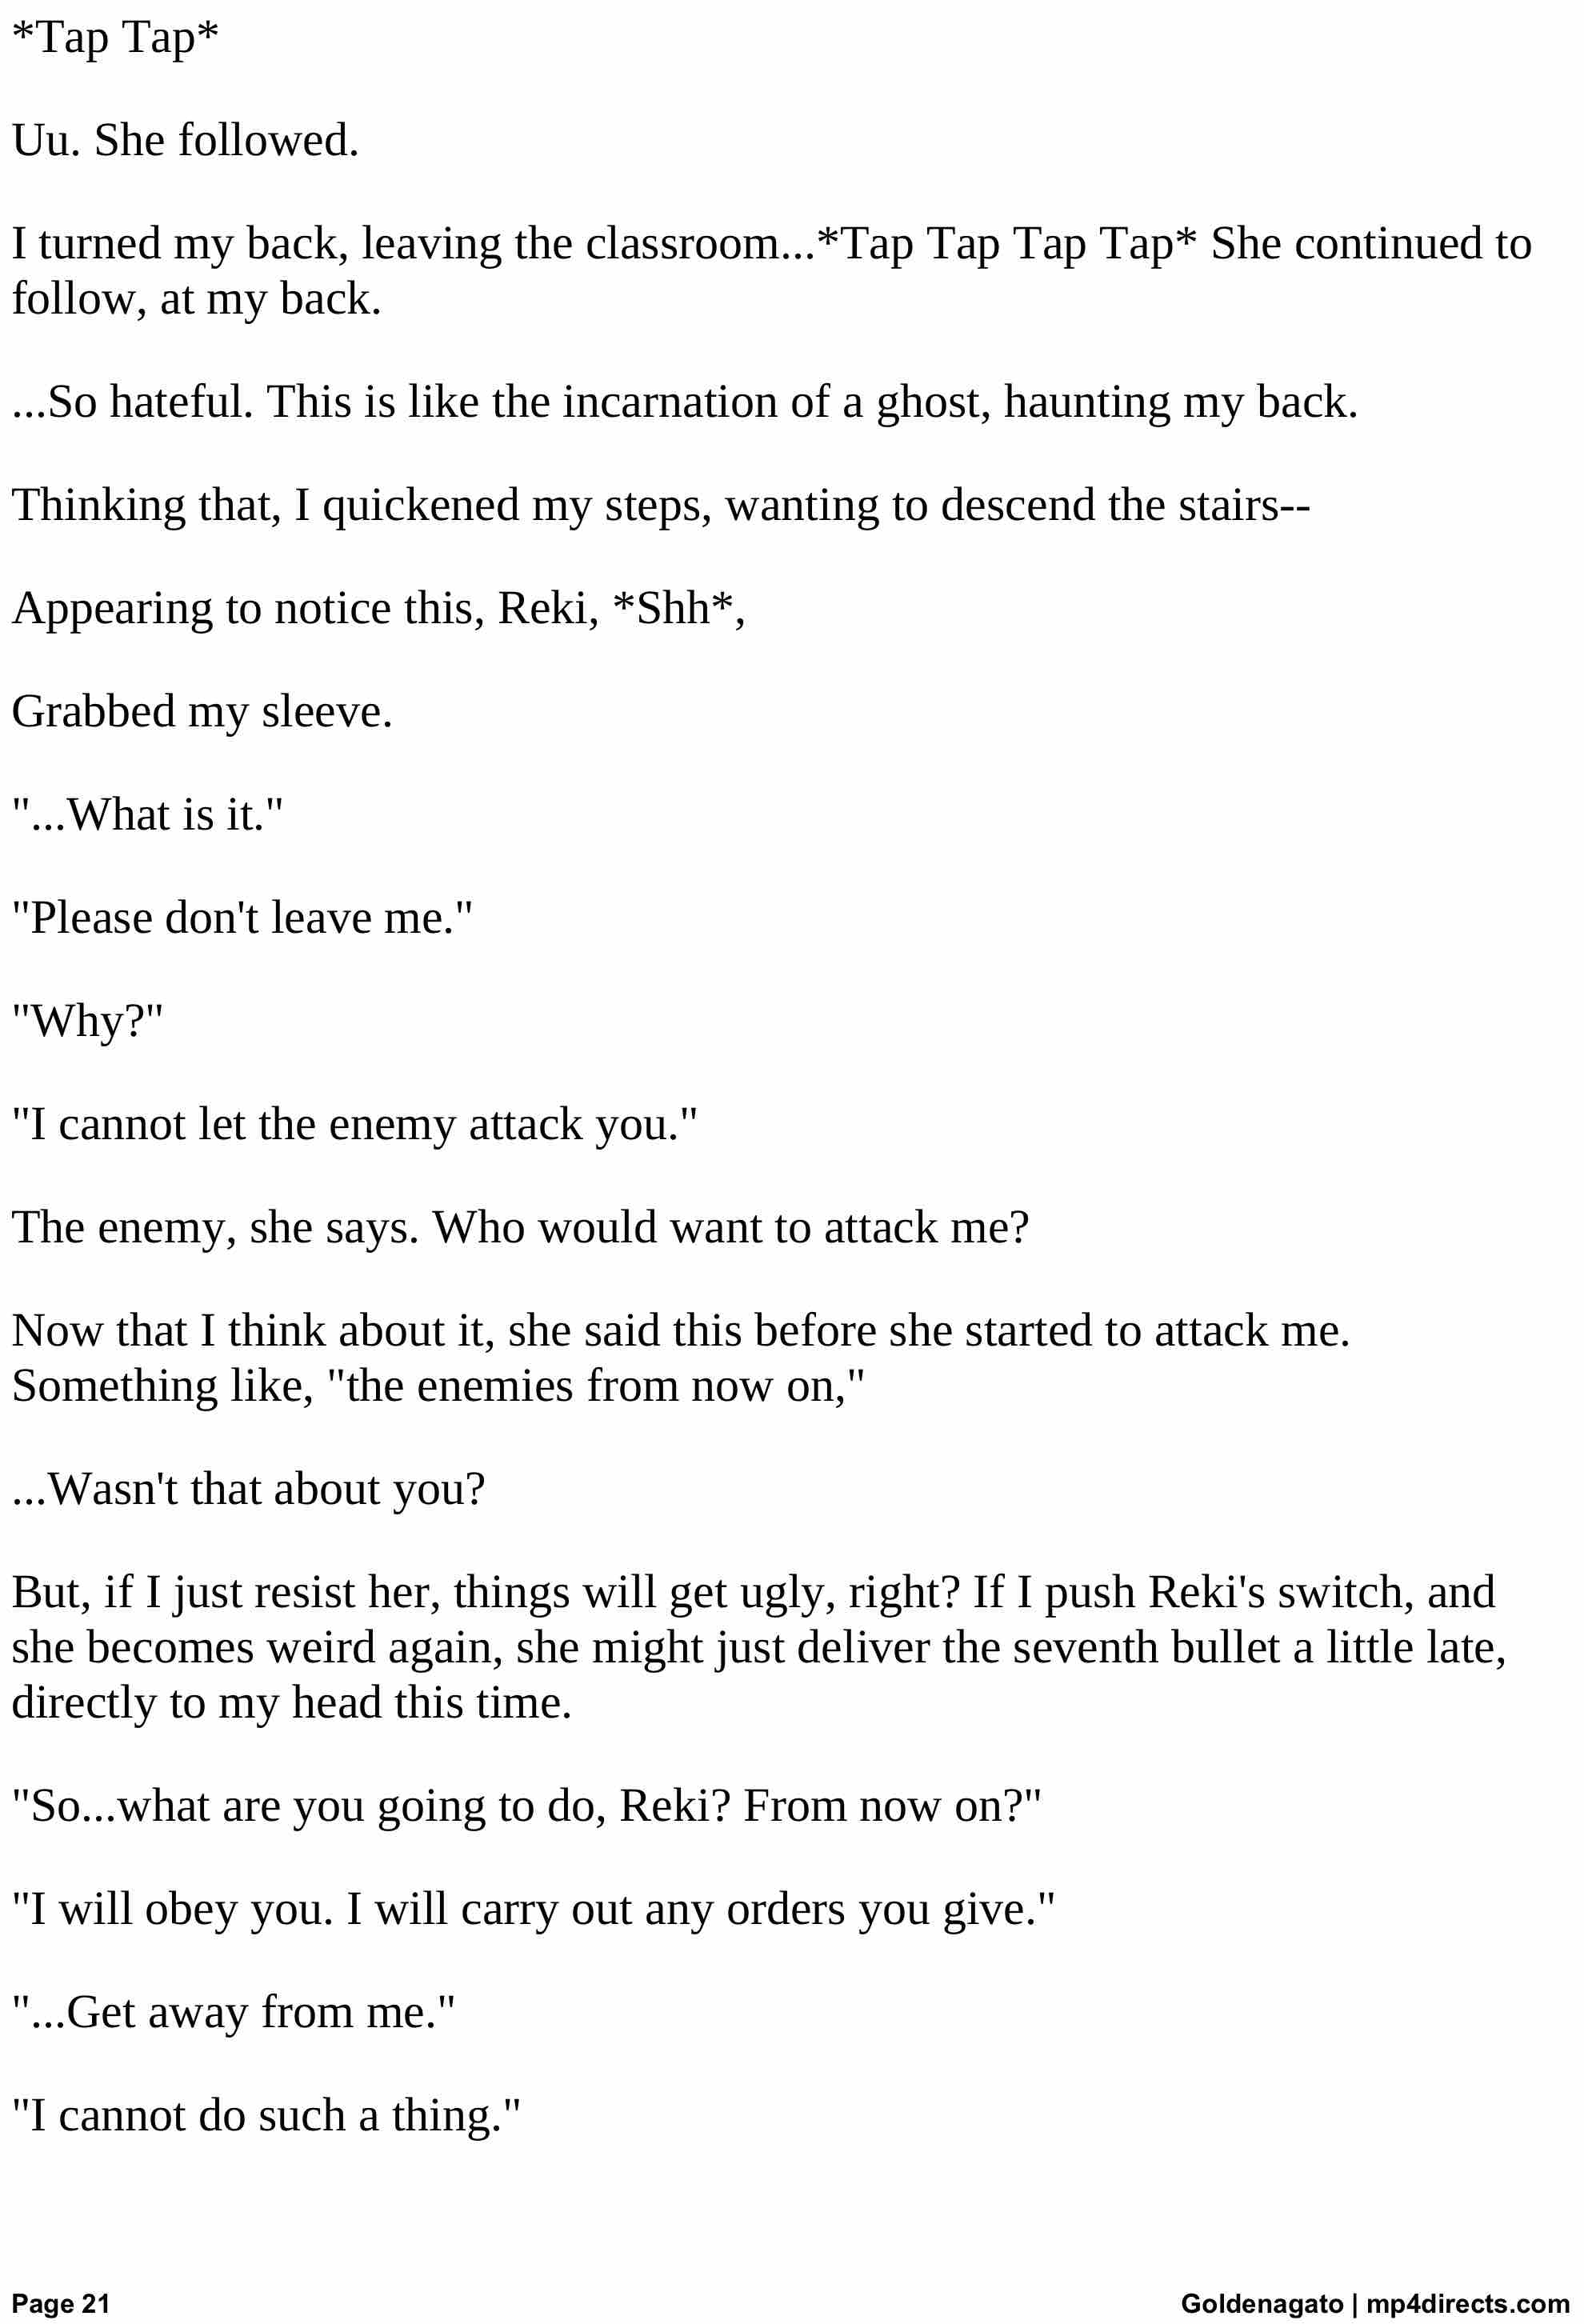 *Tap Tap*
Uu. She followed.
I turned my back, leaving the classroom...*Tap Tap Tap Tap* She continued to
follow, at my back.
...So hateful. This is like the incarnation of a ghost, haunting my back.
Thinking that, I quickened my steps, wanting to descend the stairs--
Appearing to notice this, Reki, *Shh*,
Grabbed my sleeve.
"...What is it."
"Please don't leave me."
"Why?"
"I cannot let the enemy attack you."
The enemy, she says. Who would want to attack me?
Now that I think about it, she said this before she started to attack me.
Something like, "the enemies from now on,"
...Wasn't that about you?
But, if I just resist her, things will get ugly, right? If I push Reki's switch, and
she becomes weird again, she might just deliver the seventh bullet a little late,
directly to my head this time.
"So...what are you going to do, Reki? From now on?"
"I will obey you. I will carry out any orders you give."
"...Get away from me."
"I cannot do such a thing."
Page 21
Goldenagato | mp4directs.com